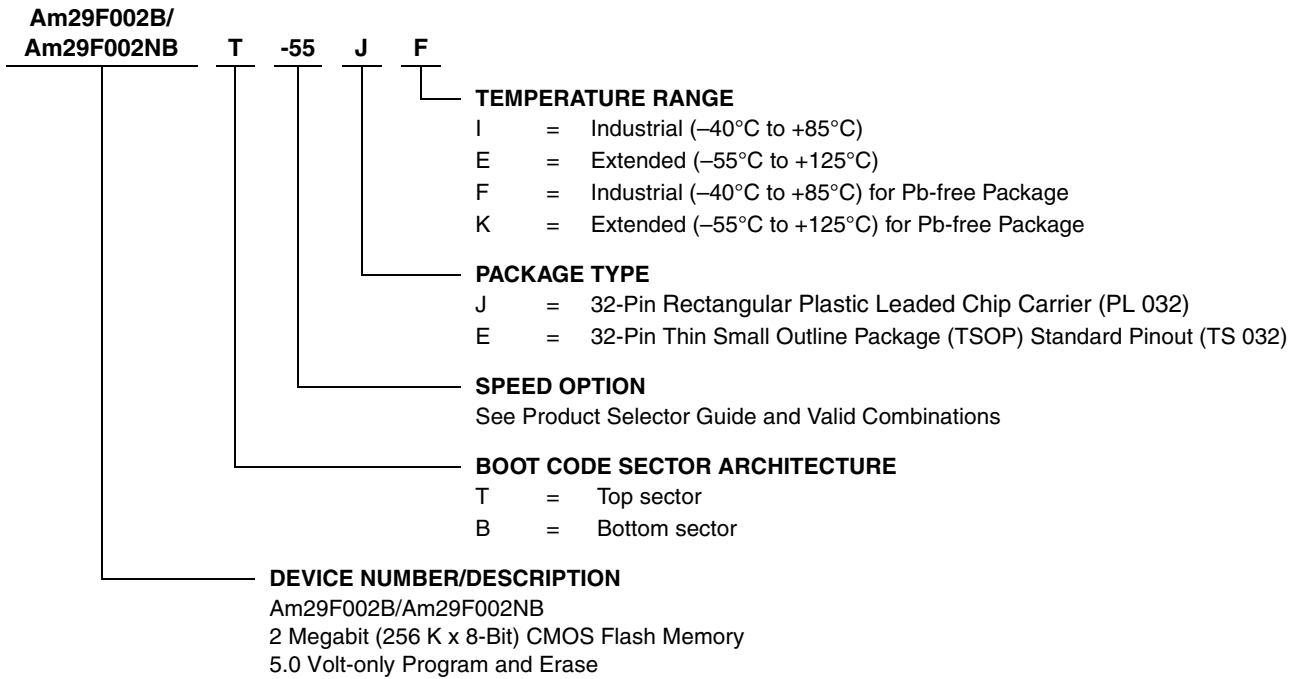 Am29F002B/
Am29F002NB T -55 J F
TEMPERATURE RANGE
I = Industrial (–40°C to +85°C)
E = Extended (–55°C to +125°C)
F = Industrial (–40°C to +85°C) for Pb-free Package
K = Extended (–55°C to +125°C) for Pb-free Package
PACKAGE TYPE
J = 32-Pin Rectangular Plastic Leaded Chip Carrier (PL 032)
E = 32-Pin Thin Small Outline Package (TSOP) Standard Pinout (TS 032)
SPEED OPTION
See Product Selector Guide and Valid Combinations
BOOT CODE SECTOR ARCHITECTURE
T = Top sector
B = Bottom sector
DEVICE NUMBER/DESCRIPTION
Am29F002B/Am29F002NB
2 Megabit (256 K x 8-Bit) CMOS Flash Memory
5.0 Volt-only Program and Erase